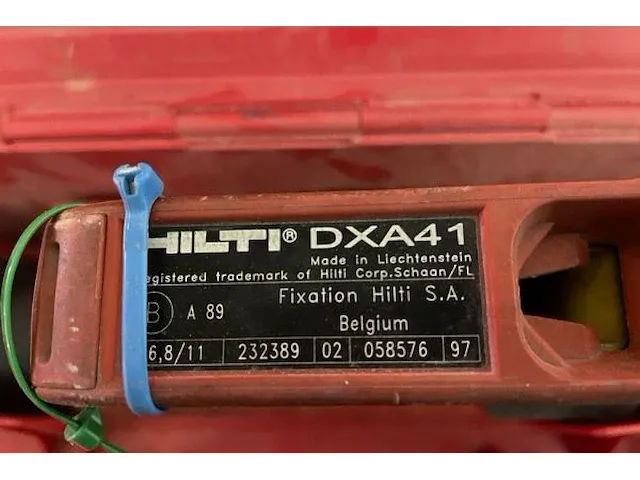 HILTI® DXA41
Made in Liechtenstein
registered trademark of Hilti Corp.Schaan/FL
B A 89 Fixation Hilti S.A.
Belgium
6,8/11 232389 02 058576 97